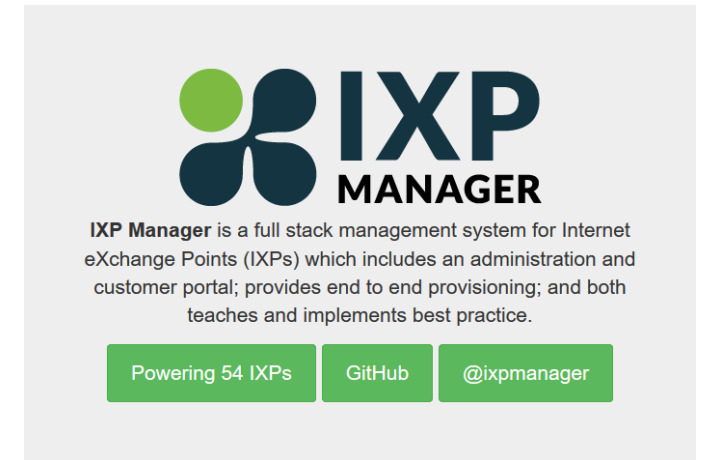 IXP
MANAGER
IXP Manager is a full stack management system for Internet
eXchange Points (IXPs) which includes an administration and
customer portal; provides end to end provisioning; and both
teaches and implements best practice.
Powering 54 IXPs GitHub @ixpmanager